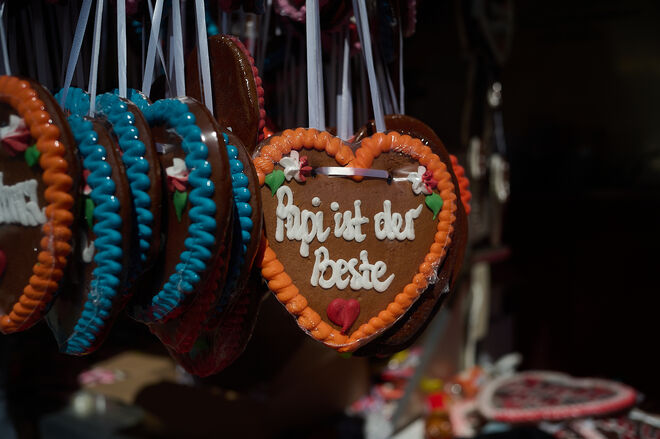 Papi ist der
Beste